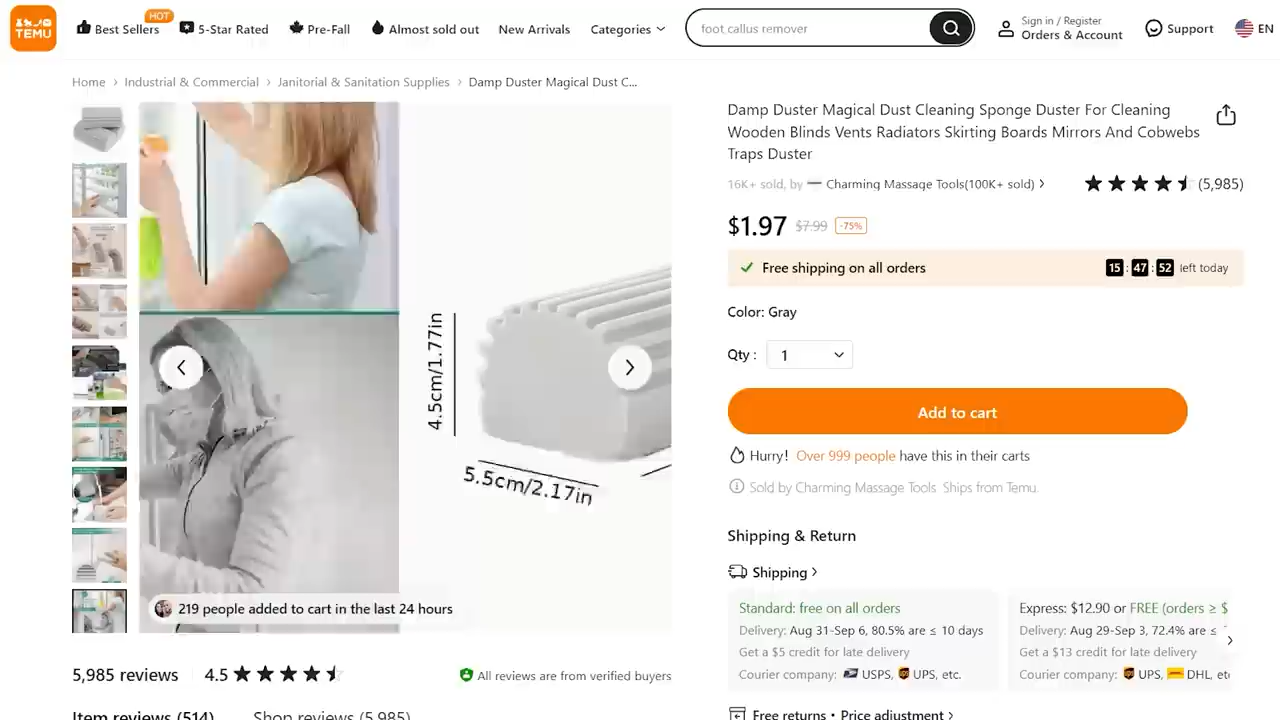 TEMU
Best Sellers
HOT
5-Star Rated
Pre-Fall
Almost sold out
New Arrivals
Categories
foot callus remover
Sign in / Register
Orders & Account
Support
EN
Home › Industrial & Commercial › Janitorial & Sanitation Supplies › Damp Duster Magical Dust C...
Damp Duster Magical Dust Cleaning Sponge Duster For Cleaning
Wooden Blinds Vents Radiators Skirting Boards Mirrors And Cobwebs
Traps Duster
16K+ sold, by Charming Massage Tools(100K+ sold) ›
(5,985)
$1.97 $7.99 -75%
Free shipping on all orders
15 : 47 : 52 left today
Color: Gray
Qty : 1
Add to cart
Hurry! Over 999 people have this in their carts
Sold by Charming Massage Tools Ships from Temu.
4.5cm/1.77in
5.5cm/2.17in
219 people added to cart in the last 24 hours
Shipping & Return
Shipping ›
Standard: free on all orders
Delivery: Aug 31-Sep 6, 80.5% are ≤ 10 days
Get a $5 credit for late delivery
Courier company: USPS, UPS, etc.
Express: $12.90 or FREE (orders ≥ $
Delivery: Aug 29-Sep 3, 72.4% are ≤
Get a $13 credit for late delivery
Courier company: UPS, DHL, etc
Free returns • Price adjustment ›
5,985 reviews
4.5
All reviews are from verified buyers
Item reviews (514)
Shop reviews (5,985)